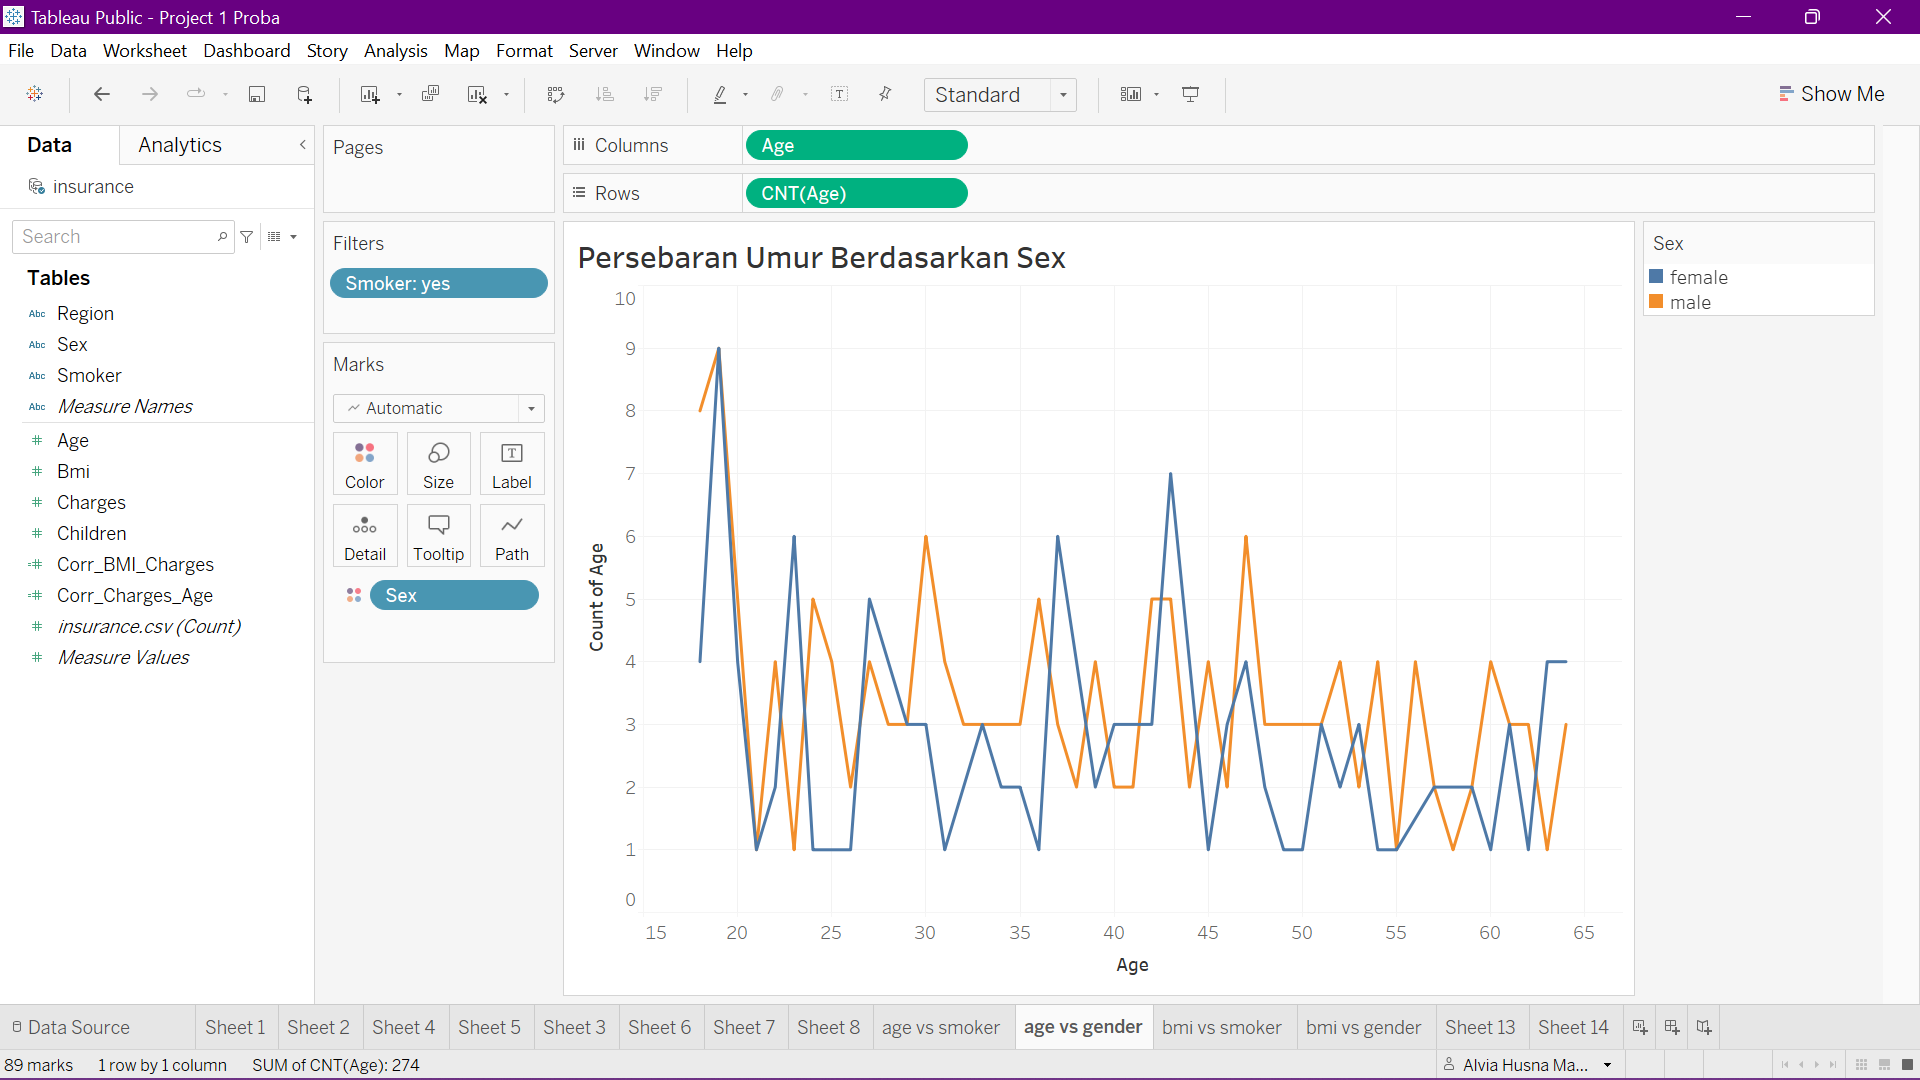 Tableau Public - Project 1 Proba
File Data Worksheet Dashboard Story Analysis Map Format Server Window Help
Standard
Show Me
Data
Analytics
insurance
Search
Tables
Abc Region
Abc Sex
Abc Smoker
Abc Measure Names
# Age
# Bmi
# Charges
# Children
=# Corr_BMI_Charges
=# Corr_Charges_Age
# insurance.csv (Count)
# Measure Values
Pages
Filters
Smoker: yes
Marks
Automatic
Color
Size
Label
Detail
Tooltip
Path
Sex
Columns
Age
Rows
CNT(Age)
Persebaran Umur Berdasarkan Sex
10
9
8
7
6
5
4
3
2
1
0
Count of Age
15 20 25 30 35 40 45 50 55 60 65
Age
Sex
female
male
Data Source Sheet 1 Sheet 2 Sheet 4 Sheet 5 Sheet 3 Sheet 6 Sheet 7 Sheet 8 age vs smoker age vs gender bmi vs smoker bmi vs gender Sheet 13 Sheet 14
89 marks 1 row by 1 column SUM of CNT(Age): 274
Alvia Husna Ma...